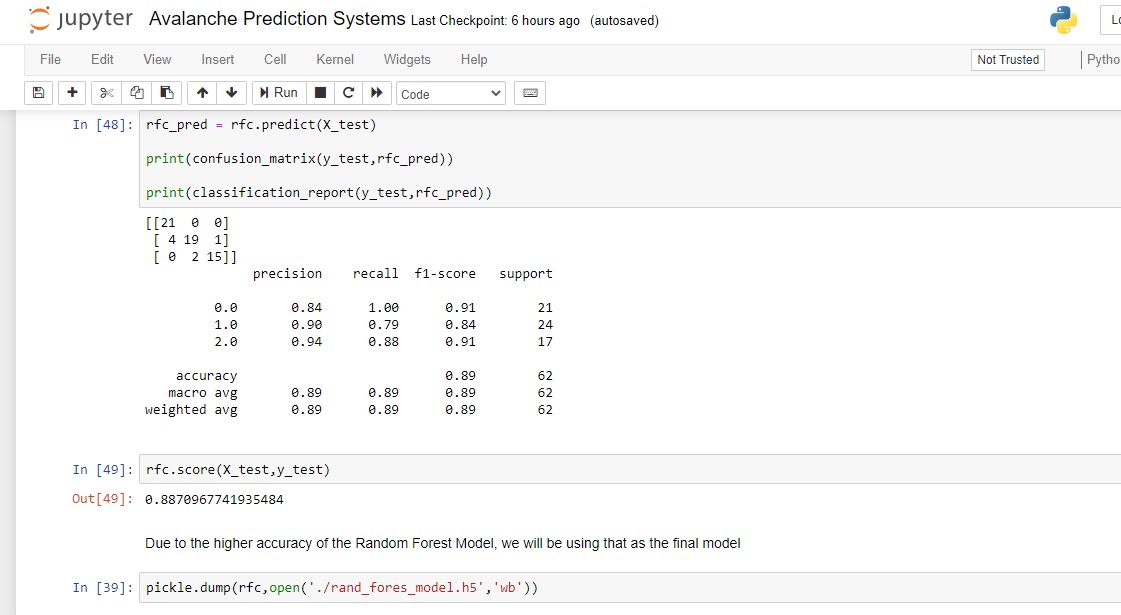 jupyter Avalanche Prediction Systems Last Checkpoint: 6 hours ago (autosaved)
File Edit View Insert Cell Kernel Widgets Help Not Trusted
Run Code
In [48]: rfc_pred = rfc.predict(X_test)
print(confusion_matrix(y_test,rfc_pred))
print(classification_report(y_test,rfc_pred))
[[21  0  0]
 [ 4 19  1]
 [ 0  2 15]]
              precision    recall  f1-score   support
         0.0       0.84      1.00      0.91        21
         1.0       0.90      0.79      0.84        24
         2.0       0.94      0.88      0.91        17
    accuracy                           0.89        62
   macro avg       0.89      0.89      0.89        62
weighted avg       0.89      0.89      0.89        62
In [49]: rfc.score(X_test,y_test)
Out[49]: 0.8870967741935484
Due to the higher accuracy of the Random Forest Model, we will be using that as the final model
In [39]: pickle.dump(rfc,open('./rand_fores_model.h5','wb'))